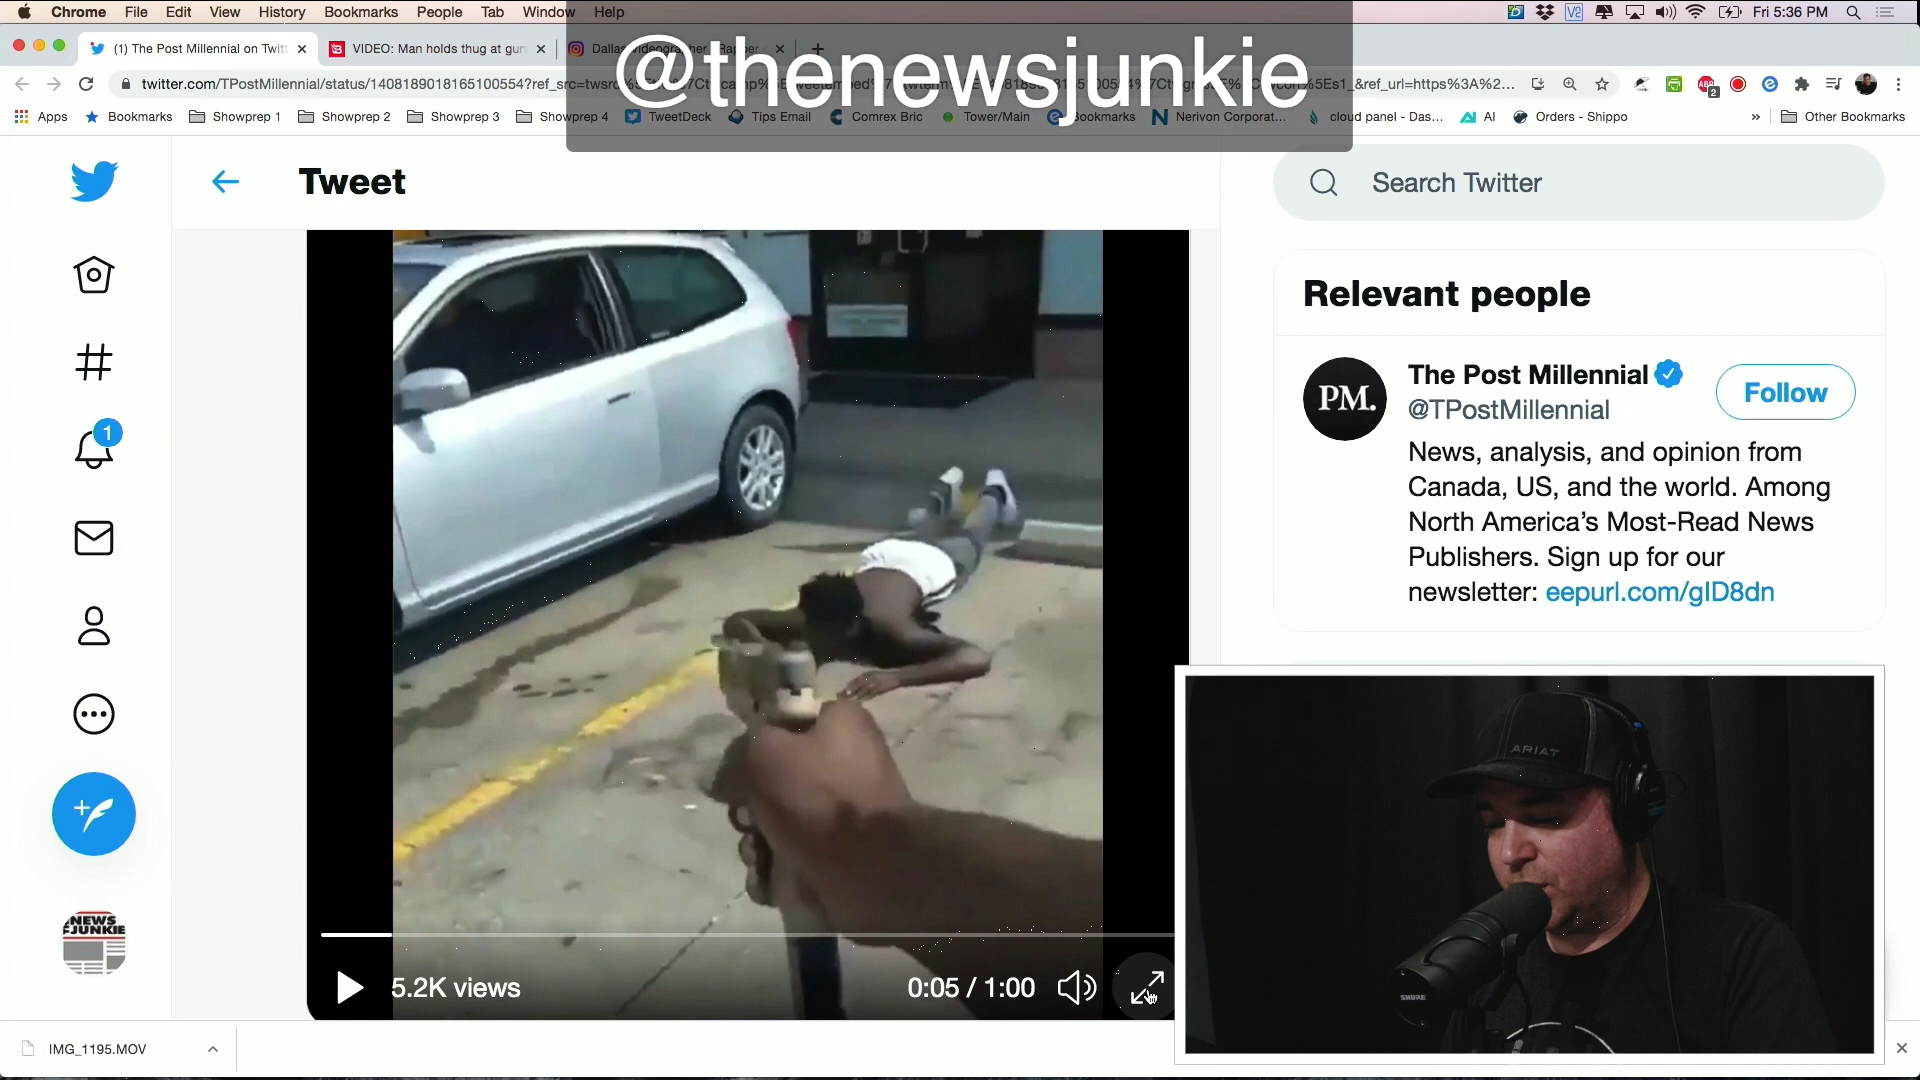 Chrome File Edit View History Bookmarks People Tab Window Help
Fri 5:36 PM
(1) The Post Millennial on Twitt
VIDEO: Man holds thug at gun
Dallas Videographer
@thenewsjunkie
twitter.com/TPostMillennial/status/1408189018165100554?ref_src=
_&ref_url=https%3A%2...
Apps Bookmarks Showprep 1 Showprep 2 Showprep 3 Showprep 4 TweetDeck Tips Email Comrex Bric Tower/Main Bookmarks Nerivon Corporat... cloud panel - Das... AI Orders - Shippo » Other Bookmarks
Tweet
Search Twitter
Relevant people
PM.
The Post Millennial
@TPostMillennial
Follow
News, analysis, and opinion from
Canada, US, and the world. Among
North America's Most-Read News
Publishers. Sign up for our
newsletter: eepurl.com/gID8dn
1
NEWS
JUNKIE
5.2K views
0:05 / 1:00
ARIAT
SHURE
IMG_1195.MOV